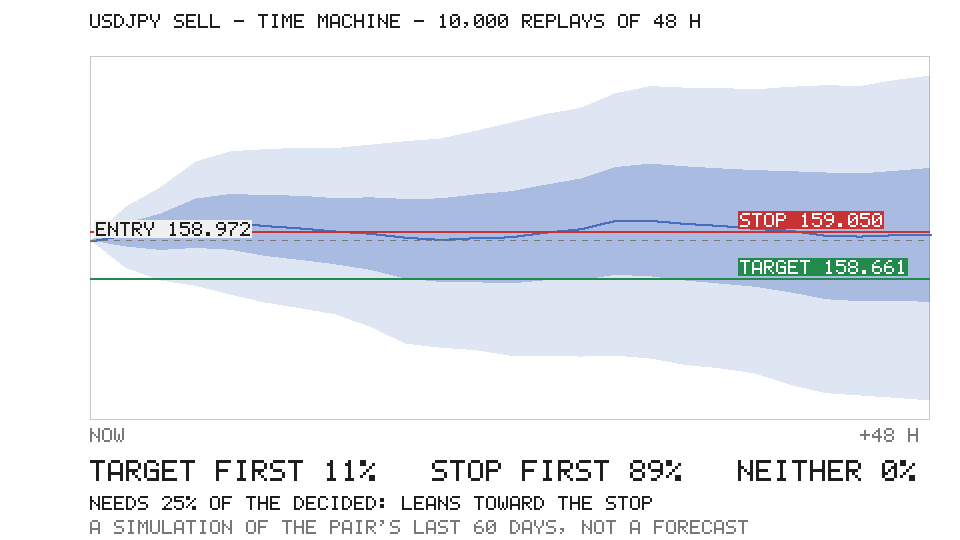 USDJPY SELL - TIME MACHINE - 10,000 REPLAYS OF 48 H
STOP 159.050
ENTRY 158.972
TARGET 158.661
NOW +48 H
TARGET FIRST 11% STOP FIRST 89% NEITHER 0%
NEEDS 25% OF THE DECIDED: LEANS TOWARD THE STOP
A SIMULATION OF THE PAIR'S LAST 60 DAYS, NOT A FORECAST